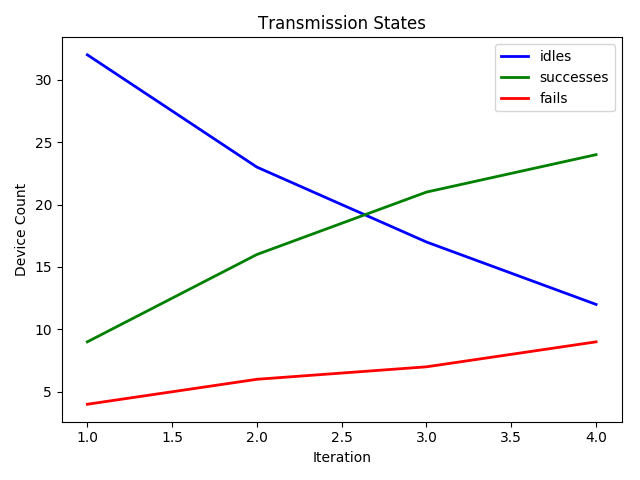 Transmission States
idles
successes
fails
Device Count
30
25
20
15
10
5
1.0 1.5 2.0 2.5 3.0 3.5 4.0
Iteration